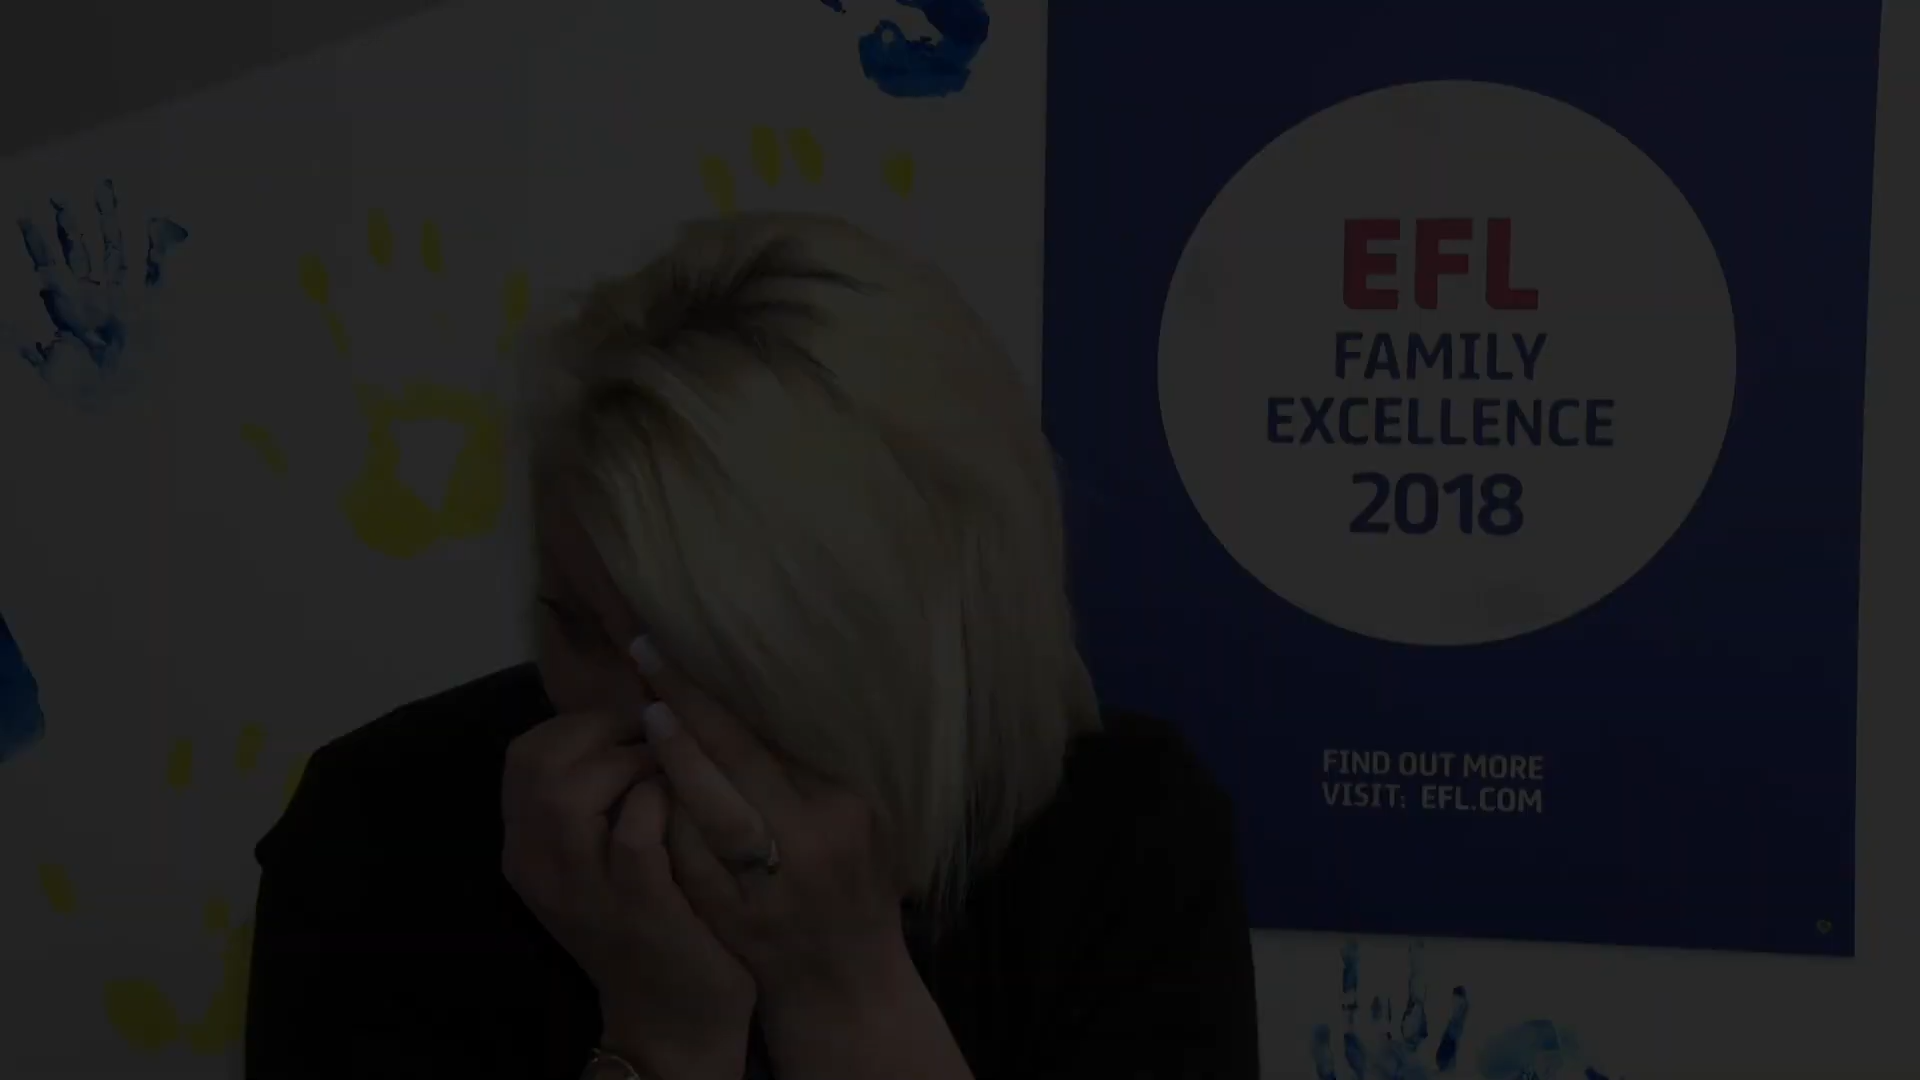 EFL
FAMILY
EXCELLENCE
2018
FIND OUT MORE
VISIT: EFL.COM